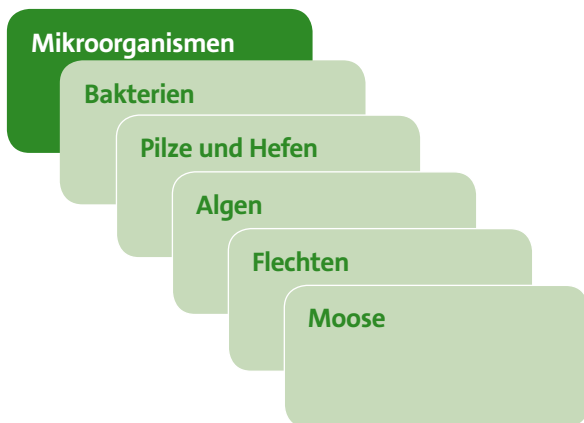 Mikroorganismen
Bakterien
Pilze und Hefen
Algen
Flechten
Moose